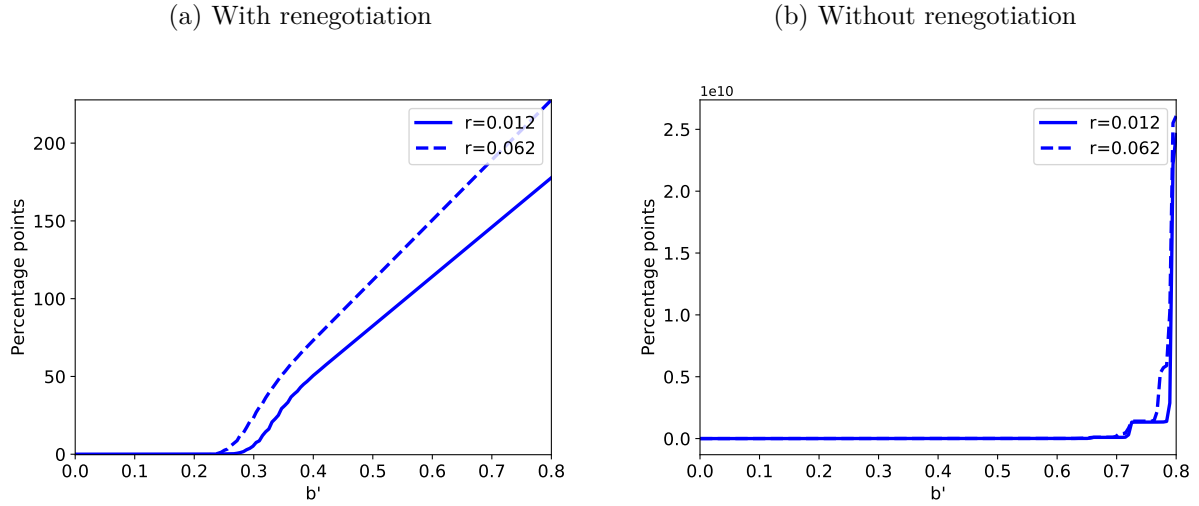 (a) With renegotiation
Percentage points
200
150
100
50
0
0.0 0.1 0.2 0.3 0.4 0.5 0.6 0.7 0.8
b'
r=0.012
r=0.062
(b) Without renegotiation
1e10
Percentage points
2.5
2.0
1.5
1.0
0.5
0.0
0.0 0.1 0.2 0.3 0.4 0.5 0.6 0.7 0.8
b'
r=0.012
r=0.062